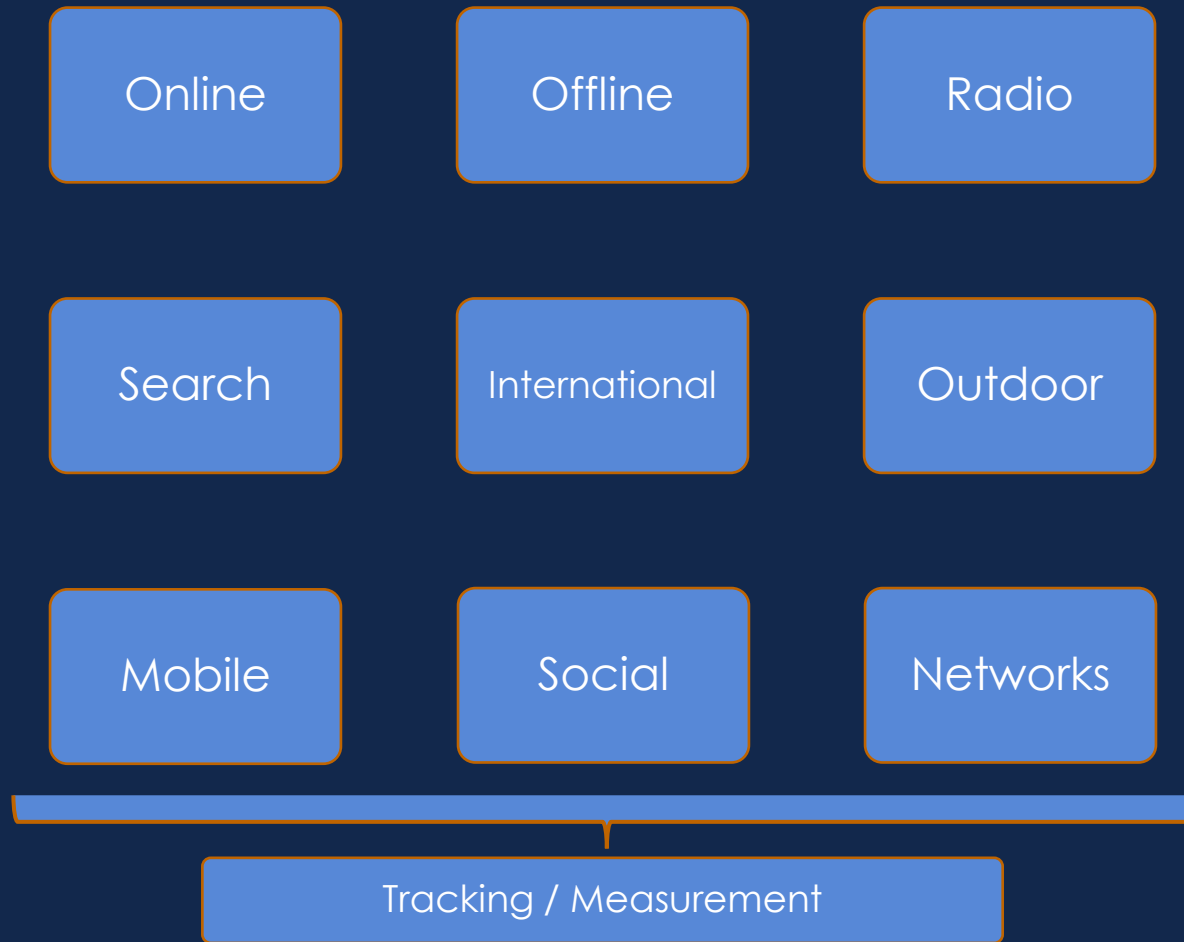 Online
Offline
Radio
Search
International
Outdoor
Mobile
Social
Networks
Tracking / Measurement